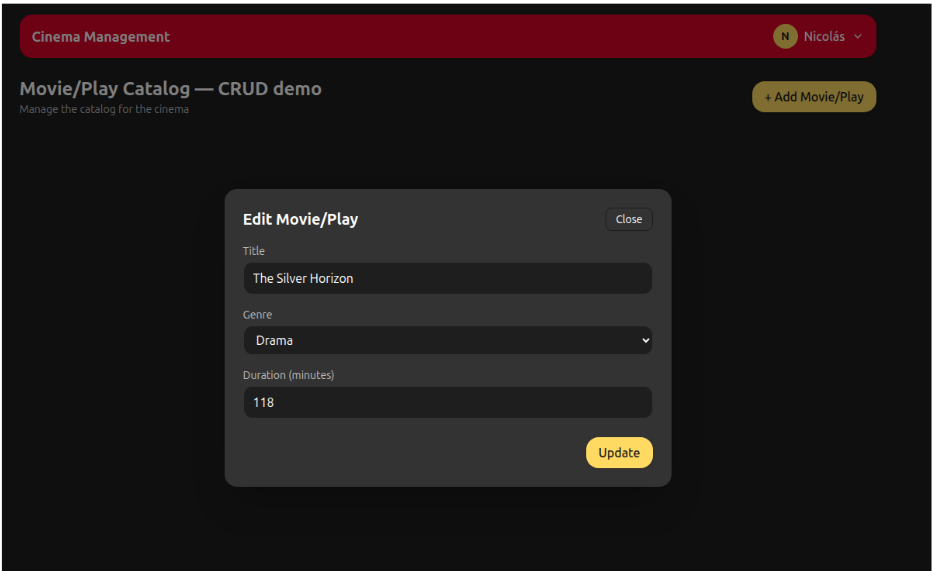 Cinema Management
N Nicolás
Movie/Play Catalog — CRUD demo
Manage the catalog for the cinema
+ Add Movie/Play
Edit Movie/Play
Close
Title
The Silver Horizon
Genre
Drama
Duration (minutes)
118
Update